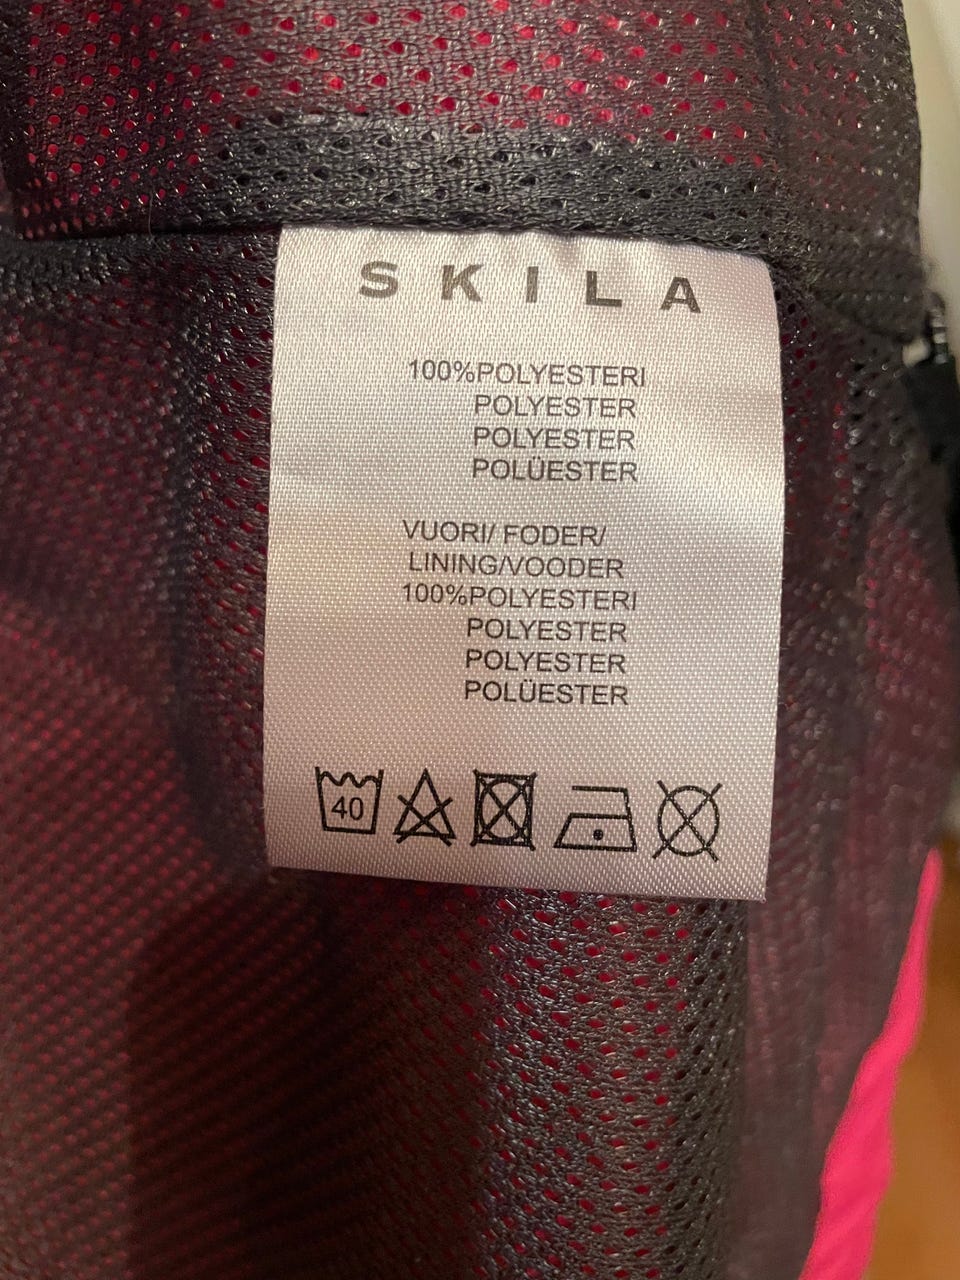 SKILA
100%POLYESTERI
POLYESTER
POLYESTER
POLÜESTER
VUORI/ FODER/
LINING/VOODER
100%POLYESTERI
POLYESTER
POLYESTER
POLÜESTER
40